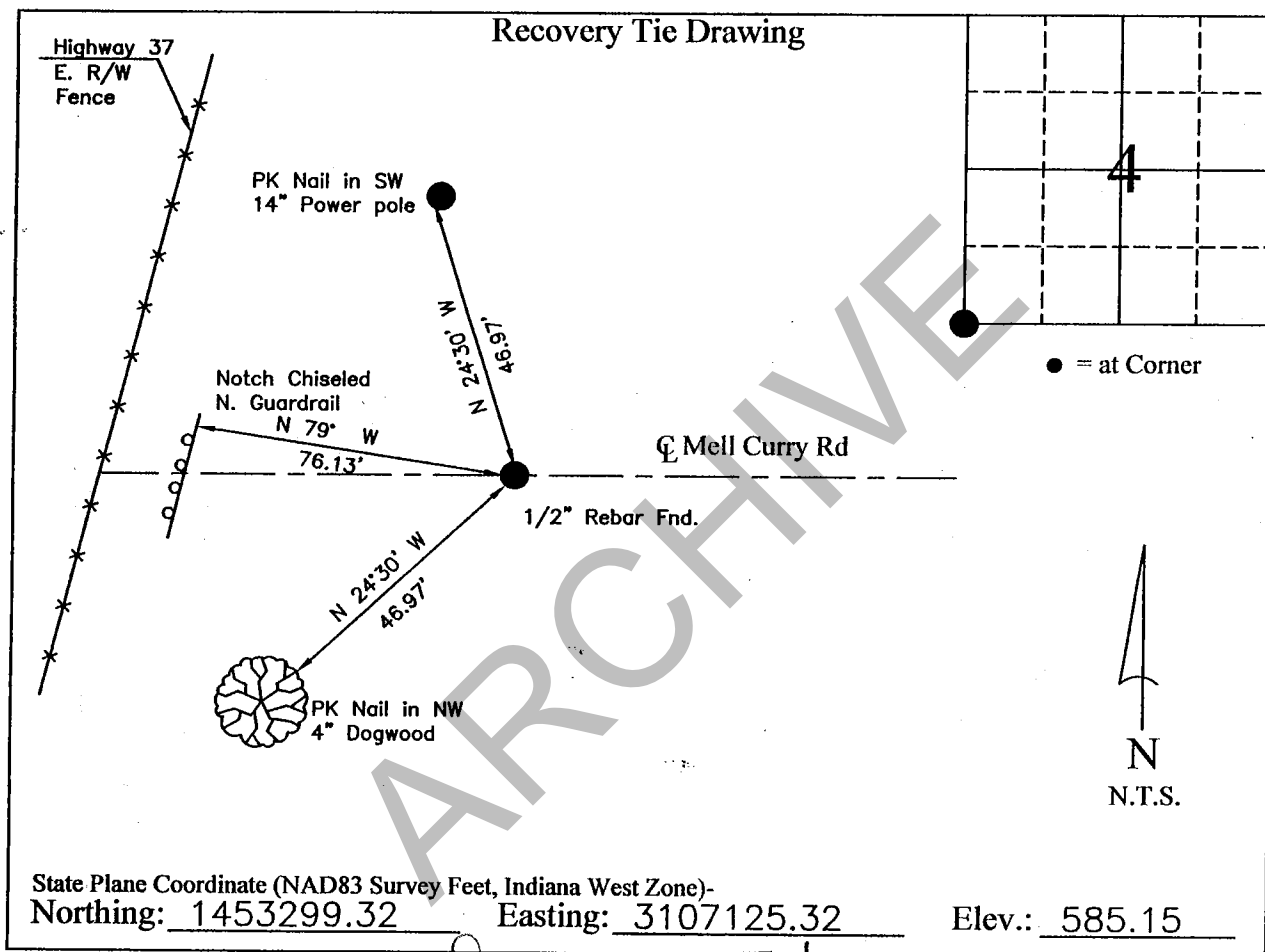 Recovery Tie Drawing
Highway 37
E. R/W
Fence
4
PK Nail in SW
14" Power pole
N 24°30' W
46.97'
● = at Corner
Notch Chiseled
N. Guardrail
N 79° W
76.13'
℄ Mell Curry Rd
1/2" Rebar Fnd.
N 24°30' W
46.97'
PK Nail in NW
4" Dogwood
N
N.T.S.
ARCHIVE
State Plane Coordinate (NAD83 Survey Feet, Indiana West Zone)-
Northing: 1453299.32 Easting: 3107125.32 Elev.: 585.15